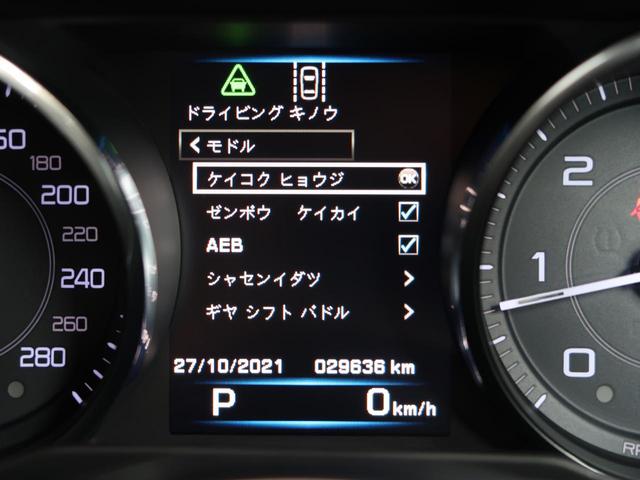 ドライビング キノウ
モドル
ケイコク ヒョウジ OK
ゼンボウ ケイカイ
AEB
シャセンイダツ
ギヤ シフト パドル
27/10/2021 029636 km
P 0 km/h
180
200
220
240
260
280
2
1
0